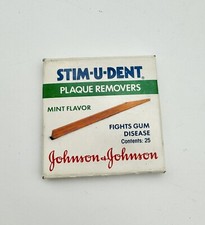 STIM·U·DENT®
PLAQUE REMOVERS
MINT FLAVOR
FIGHTS GUM
DISEASE
Contents: 25
Johnson & Johnson